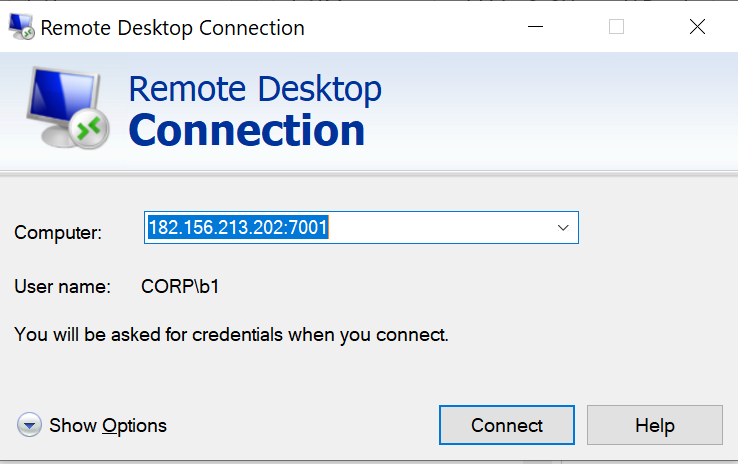 Remote Desktop Connection
Remote Desktop
Connection
Computer: 182.156.213.202:7001
User name: CORP\b1
You will be asked for credentials when you connect.
Show Options Connect Help